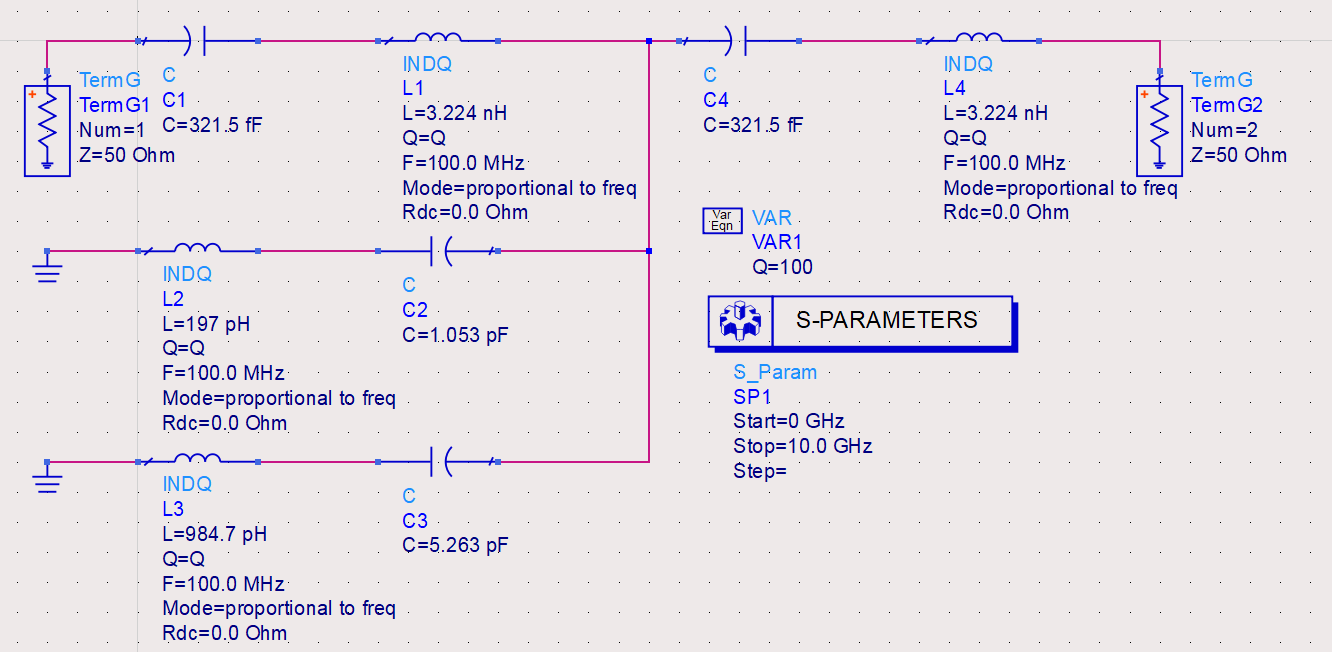 TermG
TermG1
Num=1
Z=50 Ohm
C
C1
C=321.5 fF
INDQ
L1
L=3.224 nH
Q=Q
F=100.0 MHz
Mode=proportional to freq
Rdc=0.0 Ohm
C
C4
C=321.5 fF
INDQ
L4
L=3.224 nH
Q=Q
F=100.0 MHz
Mode=proportional to freq
Rdc=0.0 Ohm
TermG
TermG2
Num=2
Z=50 Ohm
Var
Eqn
VAR
VAR1
Q=100
INDQ
L2
L=197 pH
Q=Q
F=100.0 MHz
Mode=proportional to freq
Rdc=0.0 Ohm
C
C2
C=1.053 pF
S-PARAMETERS
S_Param
SP1
Start=0 GHz
Stop=10.0 GHz
Step=
INDQ
L3
L=984.7 pH
Q=Q
F=100.0 MHz
Mode=proportional to freq
Rdc=0.0 Ohm
C
C3
C=5.263 pF